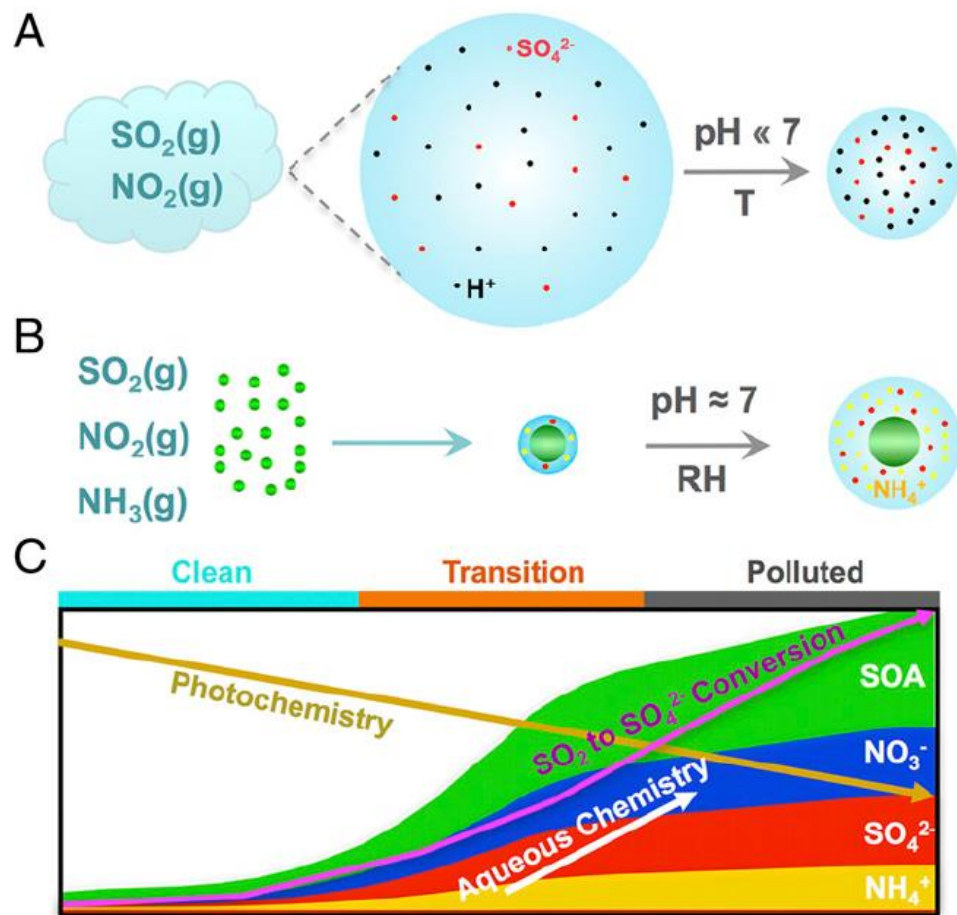 A
SO₂(g)
NO₂(g)
SO₄²⁻
H⁺
pH « 7
T
B
SO₂(g)
NO₂(g)
NH₃(g)
pH ≈ 7
RH
NH₄⁺
C
Clean Transition Polluted
Photochemistry
SO₂ to SO₄²⁻ Conversion
Aqueous Chemistry
SOA
NO₃⁻
SO₄²⁻
NH₄⁺